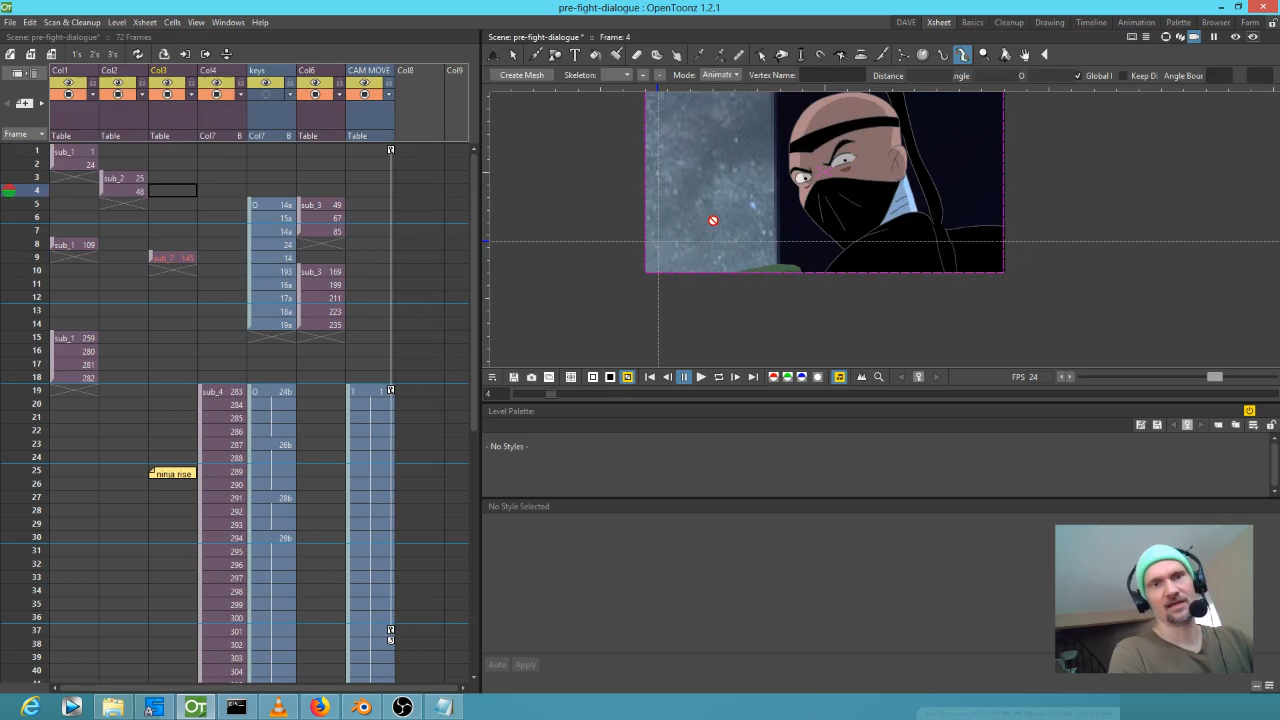 pre-fight-dialogue : OpenToonz 1.2.1
File Edit Scan & Cleanup Level Xsheet Cells View Windows Help
DAVE Xsheet Basics Cleanup Drawing Timeline Animation Palette Browser Farm
Scene: pre-fight-dialogue* :: 72 Frames
Scene: pre-fight-dialogue* :: Frame: 4
1's 2's 3's
Col1 Col2 Col3 Col4 keys Col6 CAM MOVE Col8 Col9
Create Mesh Skeleton: Mode: Animate Vertex Name: Distance ngle O Global Keep Di Angle Bour
Frame Table Table Table Col7 B Col7 B Table Table
1 sub_1 1
2 24
3 sub_2 25
4 48
5 O 14a sub_3 49
6 15a 67
7 14a 85
8 sub_1 109 24
9 sub_7 145 14
10 193 sub_3 169
11 16a 199
12 17a 211
13 18a 223
14 19a 235
15 sub_1 259
16 280
17 281
18 282
19 sub_4 283 O 24b T 1
20 284
21 285
22 286
23 287 26b
24 288
25 ninja rise 289
26 290
27 291 28b
28 292
29 293
30 294 29b
31 295
32 296
33 297
34 298
35 299
36 300
37 301
38 302
39 303
40 304
FPS 24
4
Level Palette:
- No Styles -
No Style Selected
Auto Apply